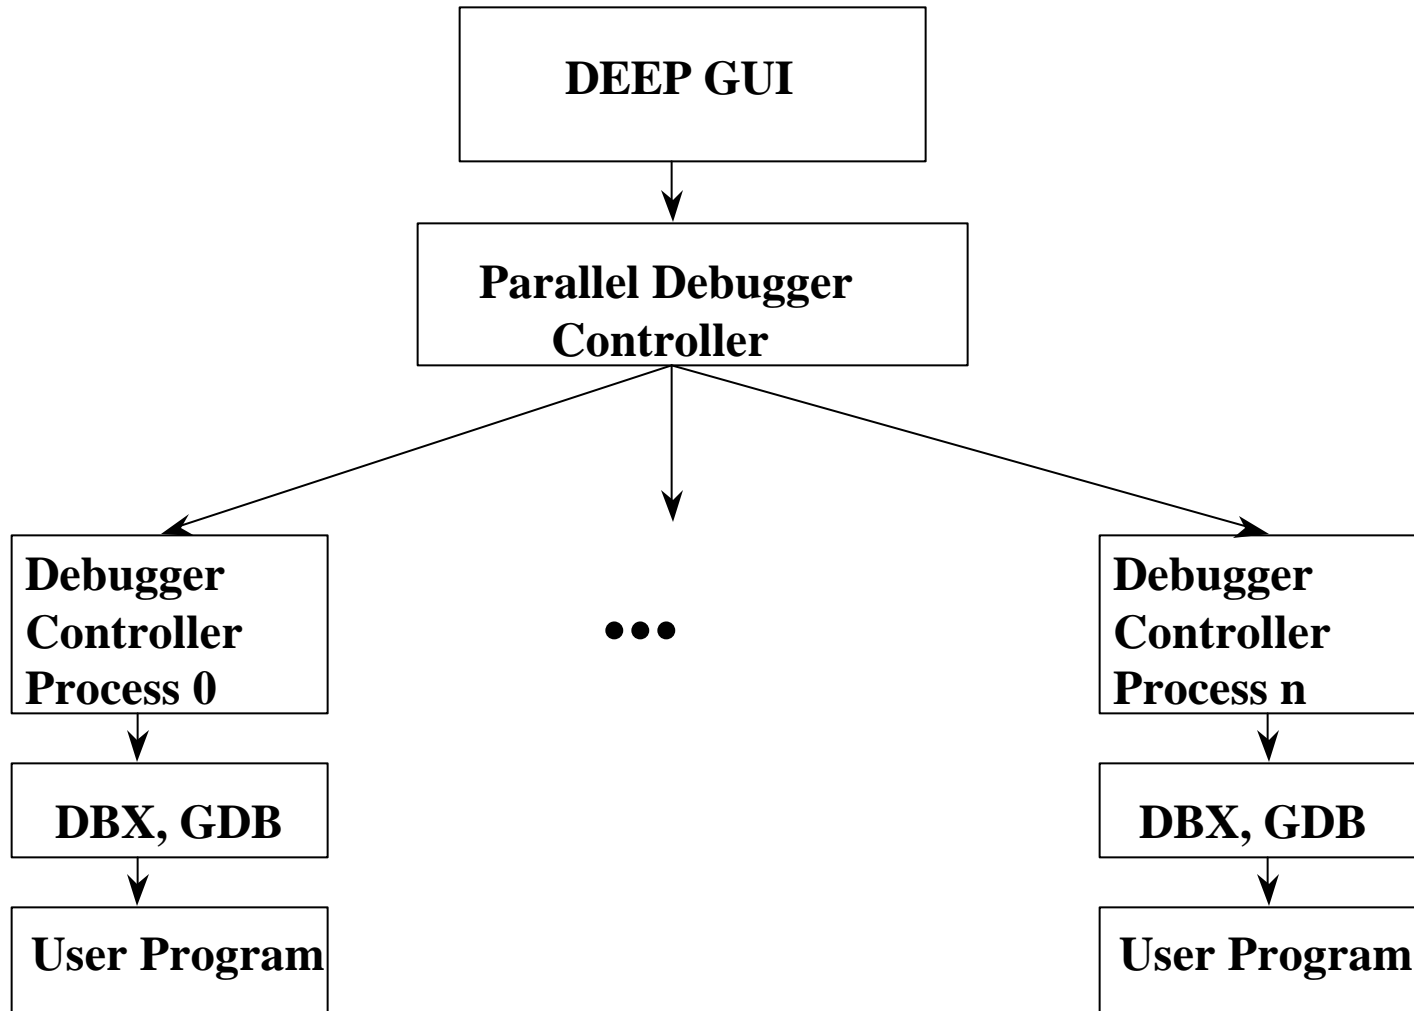 DEEP GUI
Parallel Debugger
Controller
Debugger
Controller
Process 0
•••
Debugger
Controller
Process n
DBX, GDB
DBX, GDB
User Program
User Program